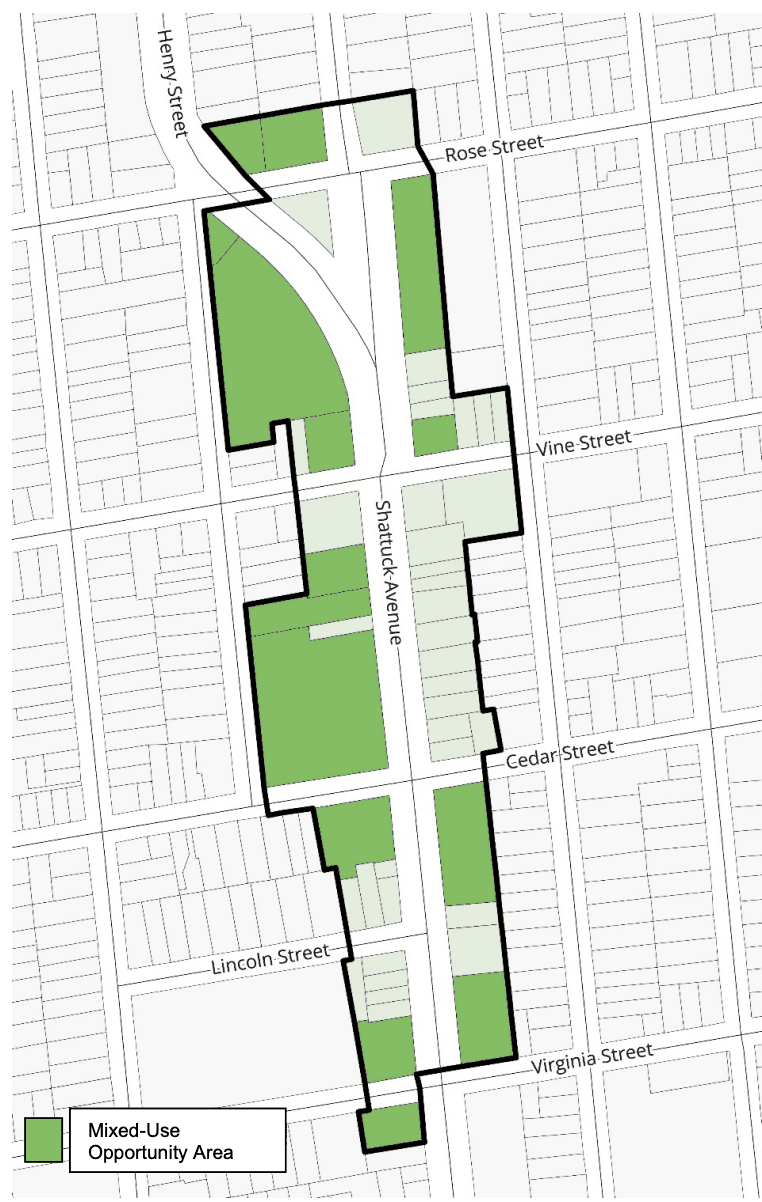 Henry Street
Rose Street
Vine Street
Shattuck Avenue
Cedar Street
Lincoln Street
Virginia Street
Mixed-Use
Opportunity Area